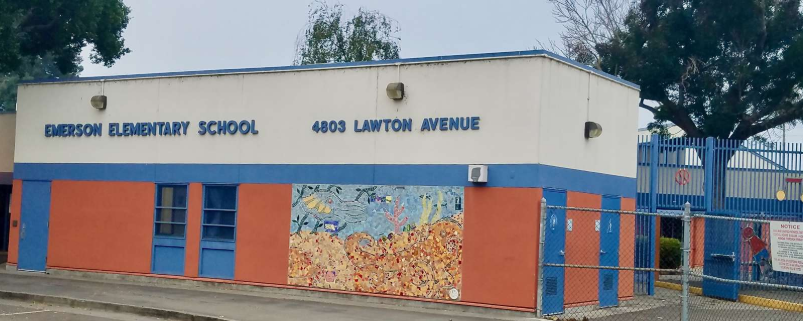 EMERSON ELEMENTARY SCHOOL
4803 LAWTON AVENUE
NOTICE